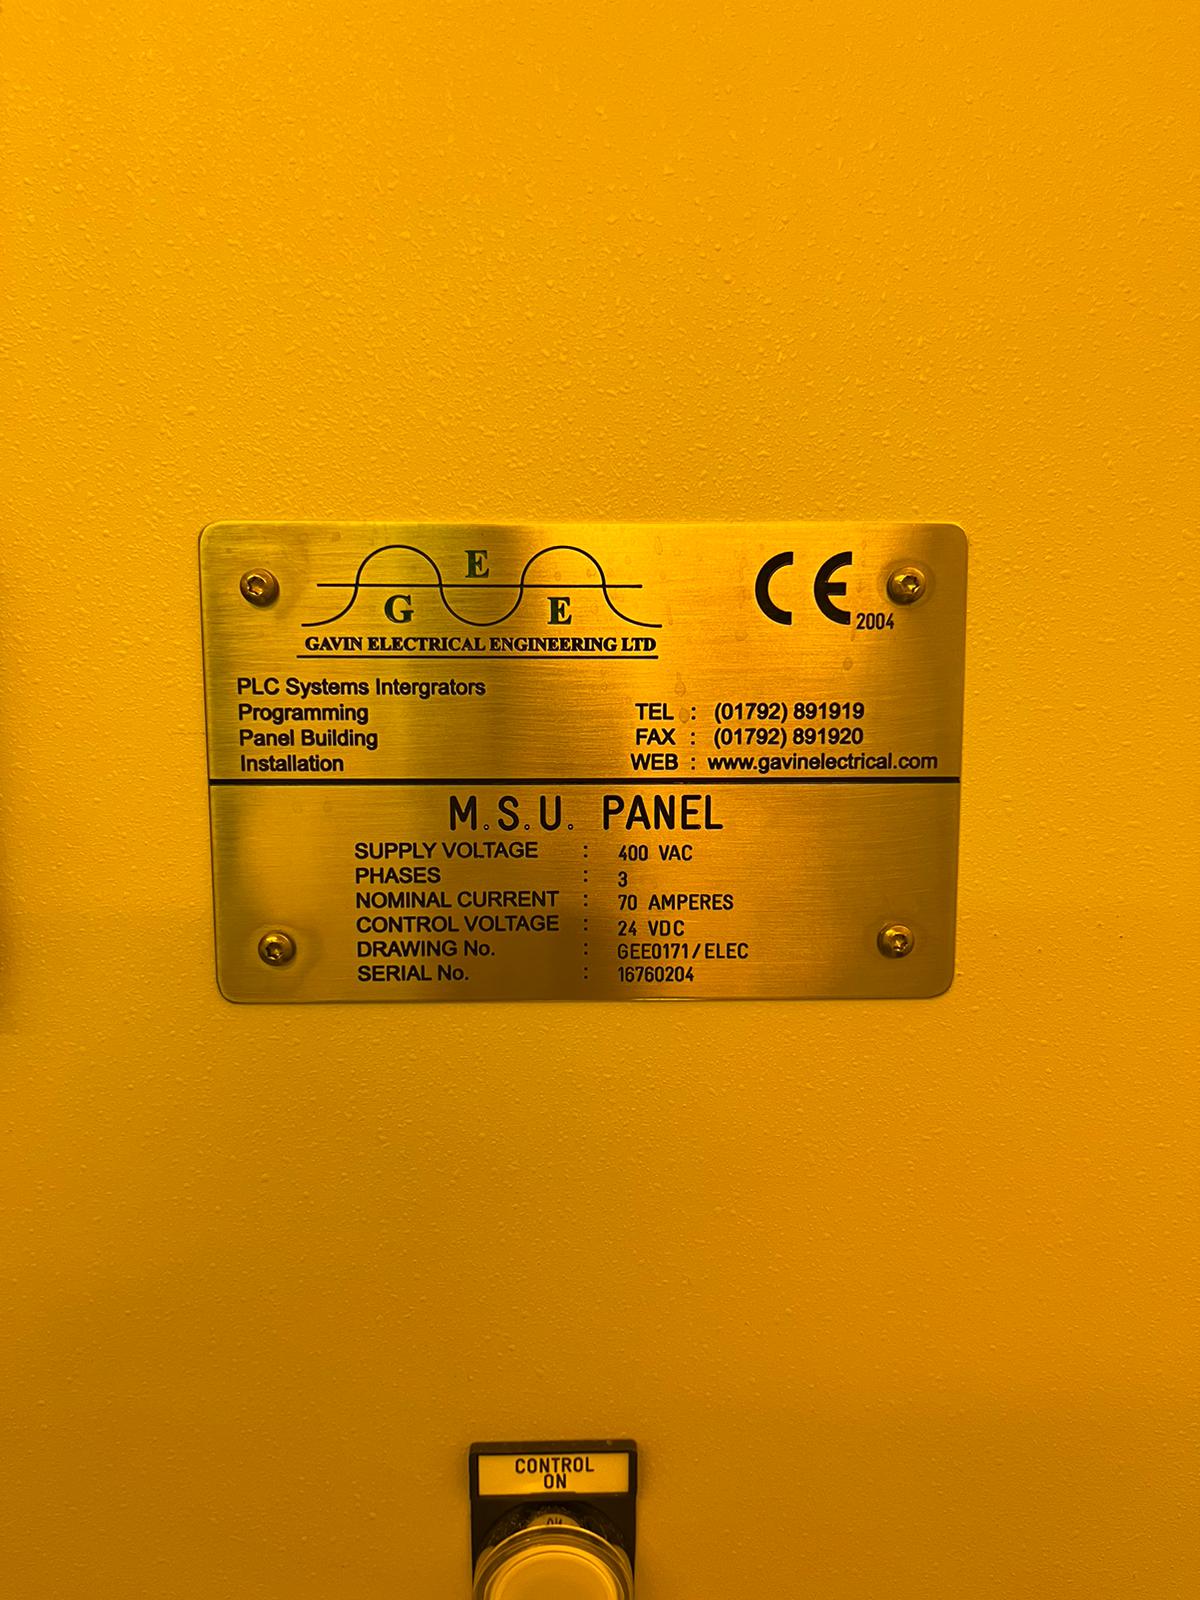 E
G E
GAVIN ELECTRICAL ENGINEERING LTD
CE 2004
PLC Systems Intergrators
Programming
Panel Building
Installation
TEL : (01792) 891919
FAX : (01792) 891920
WEB : www.gavinelectrical.com
M.S.U. PANEL
SUPPLY VOLTAGE : 400 VAC
PHASES : 3
NOMINAL CURRENT : 70 AMPERES
CONTROL VOLTAGE : 24 VDC
DRAWING No. : GEE0171/ELEC
SERIAL No. : 16760204
CONTROL
ON